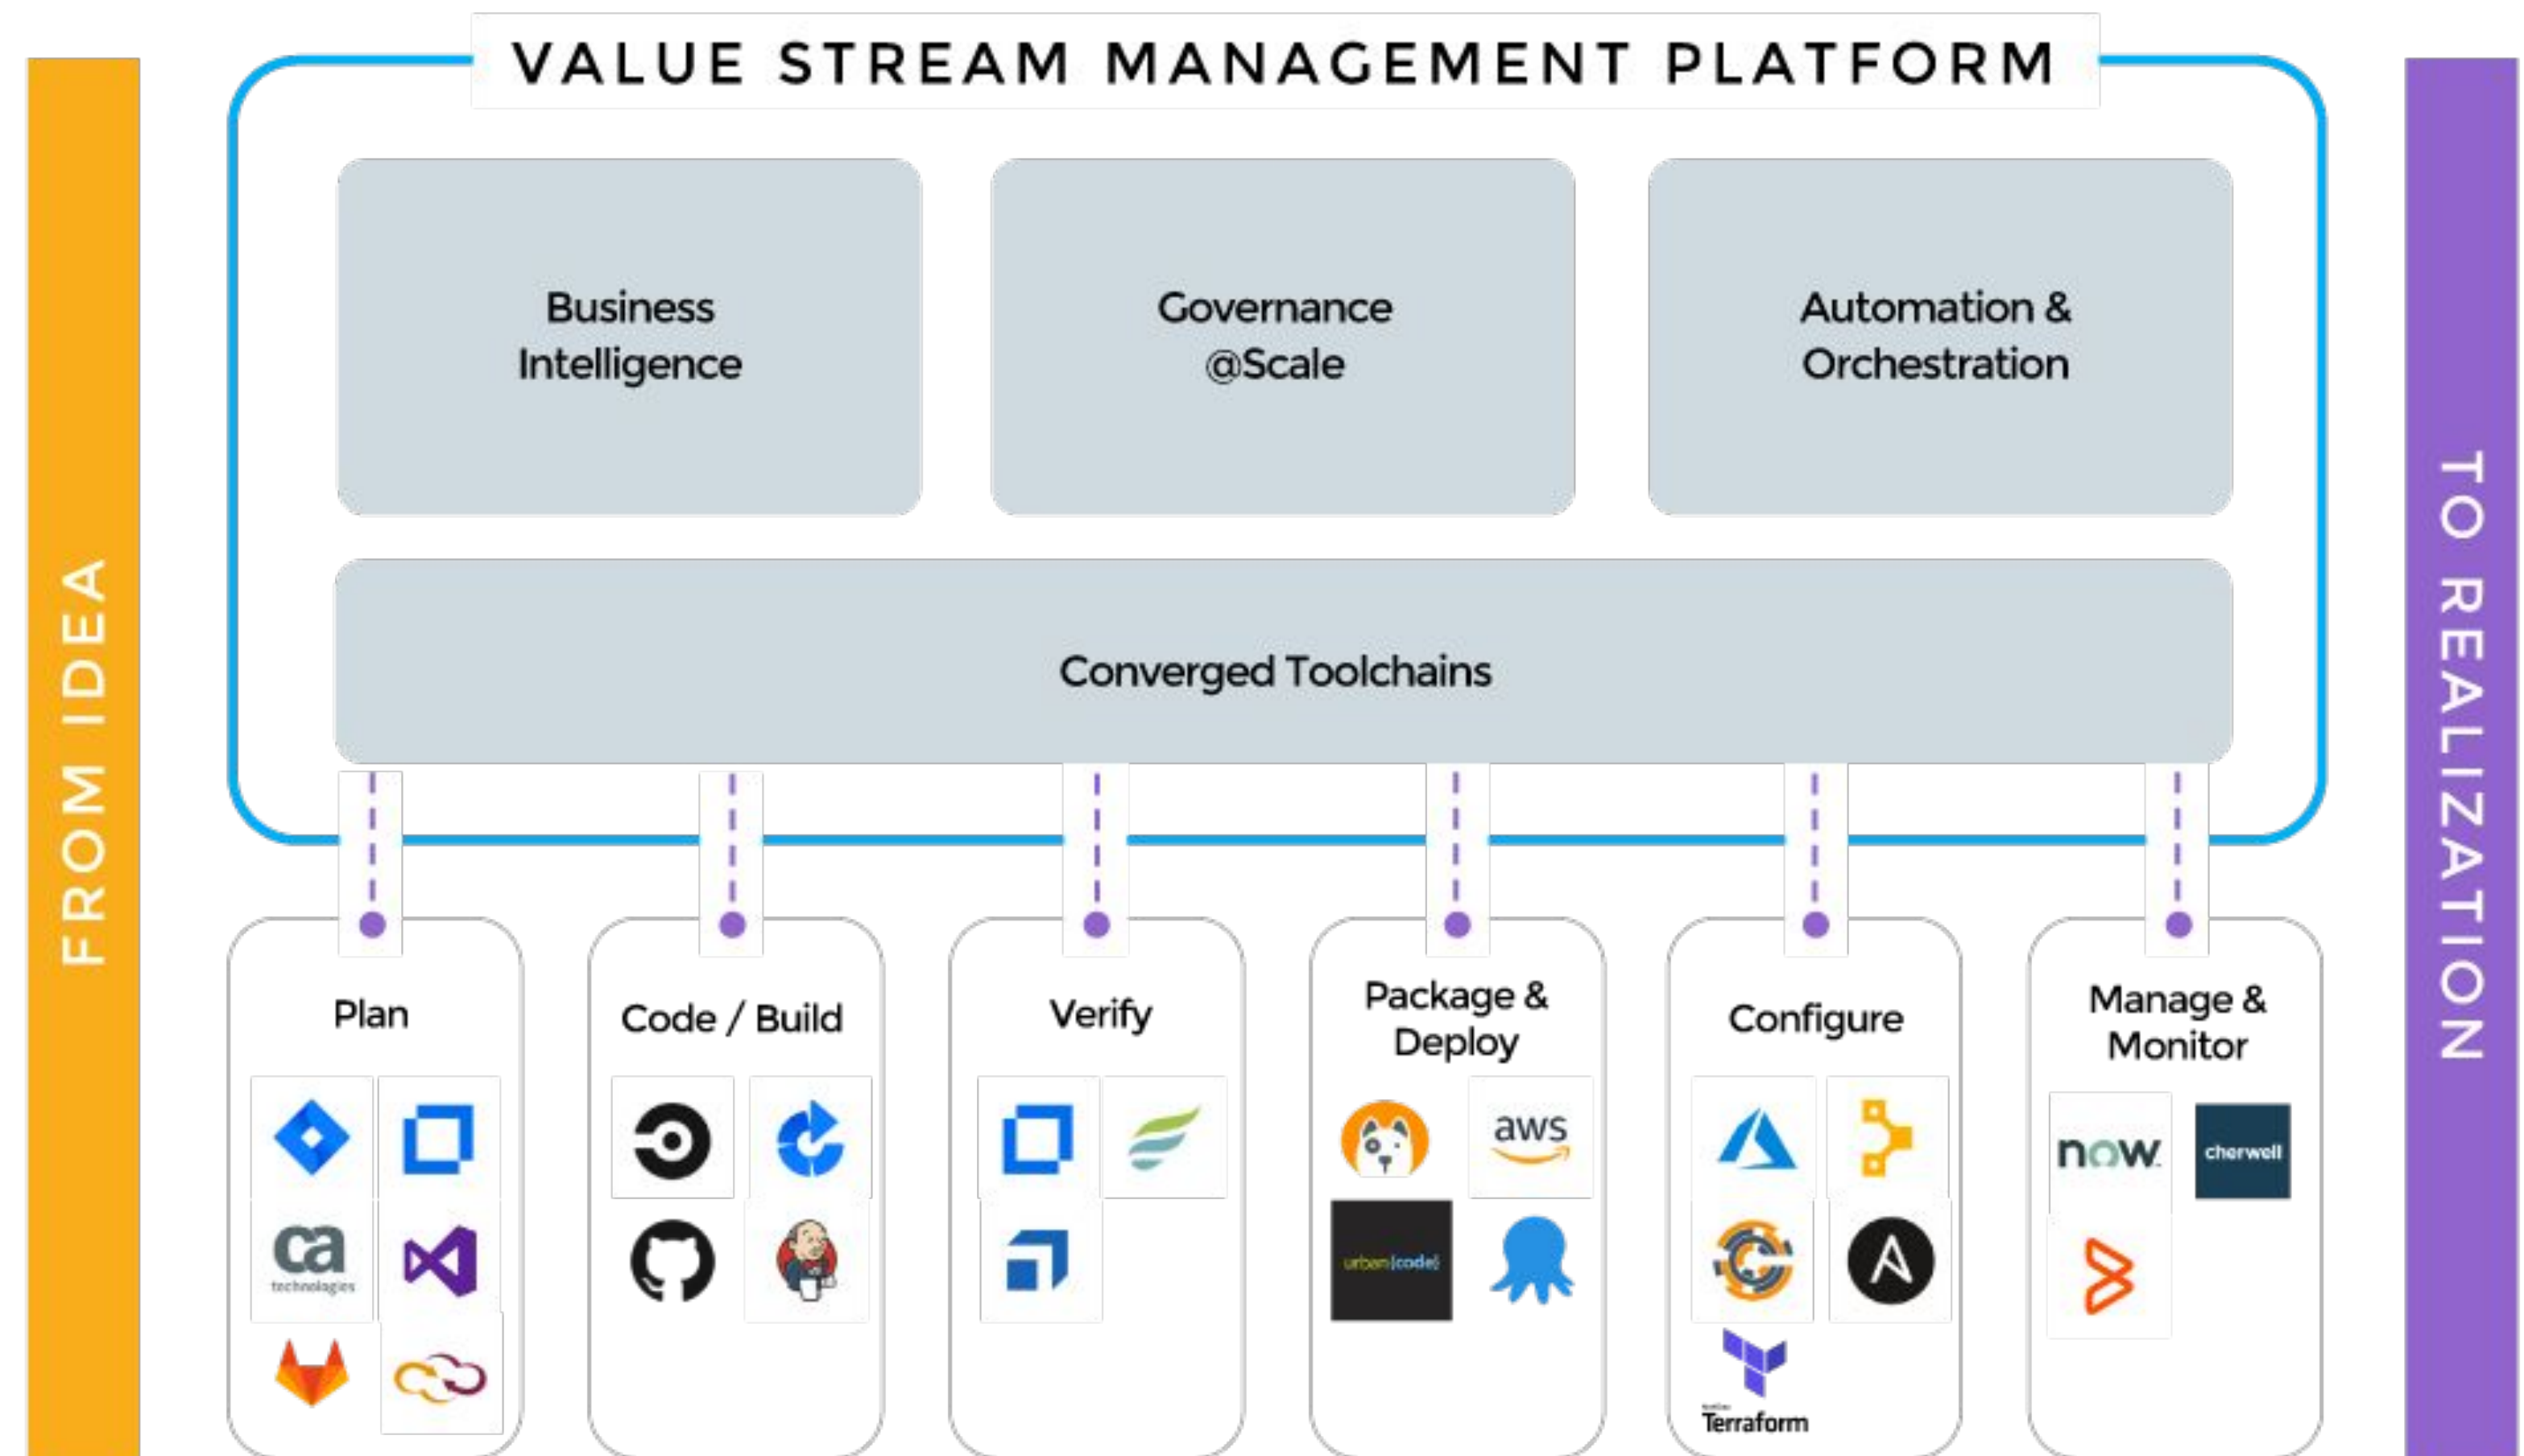 VALUE STREAM MANAGEMENT PLATFORM
FROM IDEA
Business
Intelligence
Governance
@Scale
Automation &
Orchestration
Converged Toolchains
TO REALIZATION
Plan
Code / Build
Verify
Package &
Deploy
Configure
Manage &
Monitor
aws
now.
cherwell
ca
technologies
urban{code}
Terraform